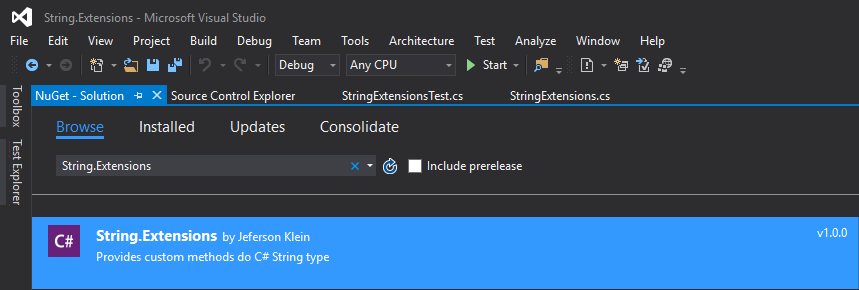 String.Extensions - Microsoft Visual Studio
File Edit View Project Build Debug Team Tools Architecture Test Analyze Window Help
Debug Any CPU Start
NuGet - Solution Source Control Explorer StringExtensionsTest.cs StringExtensions.cs
Toolbox
Test Explorer
Browse Installed Updates Consolidate
String.Extensions Include prerelease
C# String.Extensions by Jeferson Klein v1.0.0
Provides custom methods do C# String type